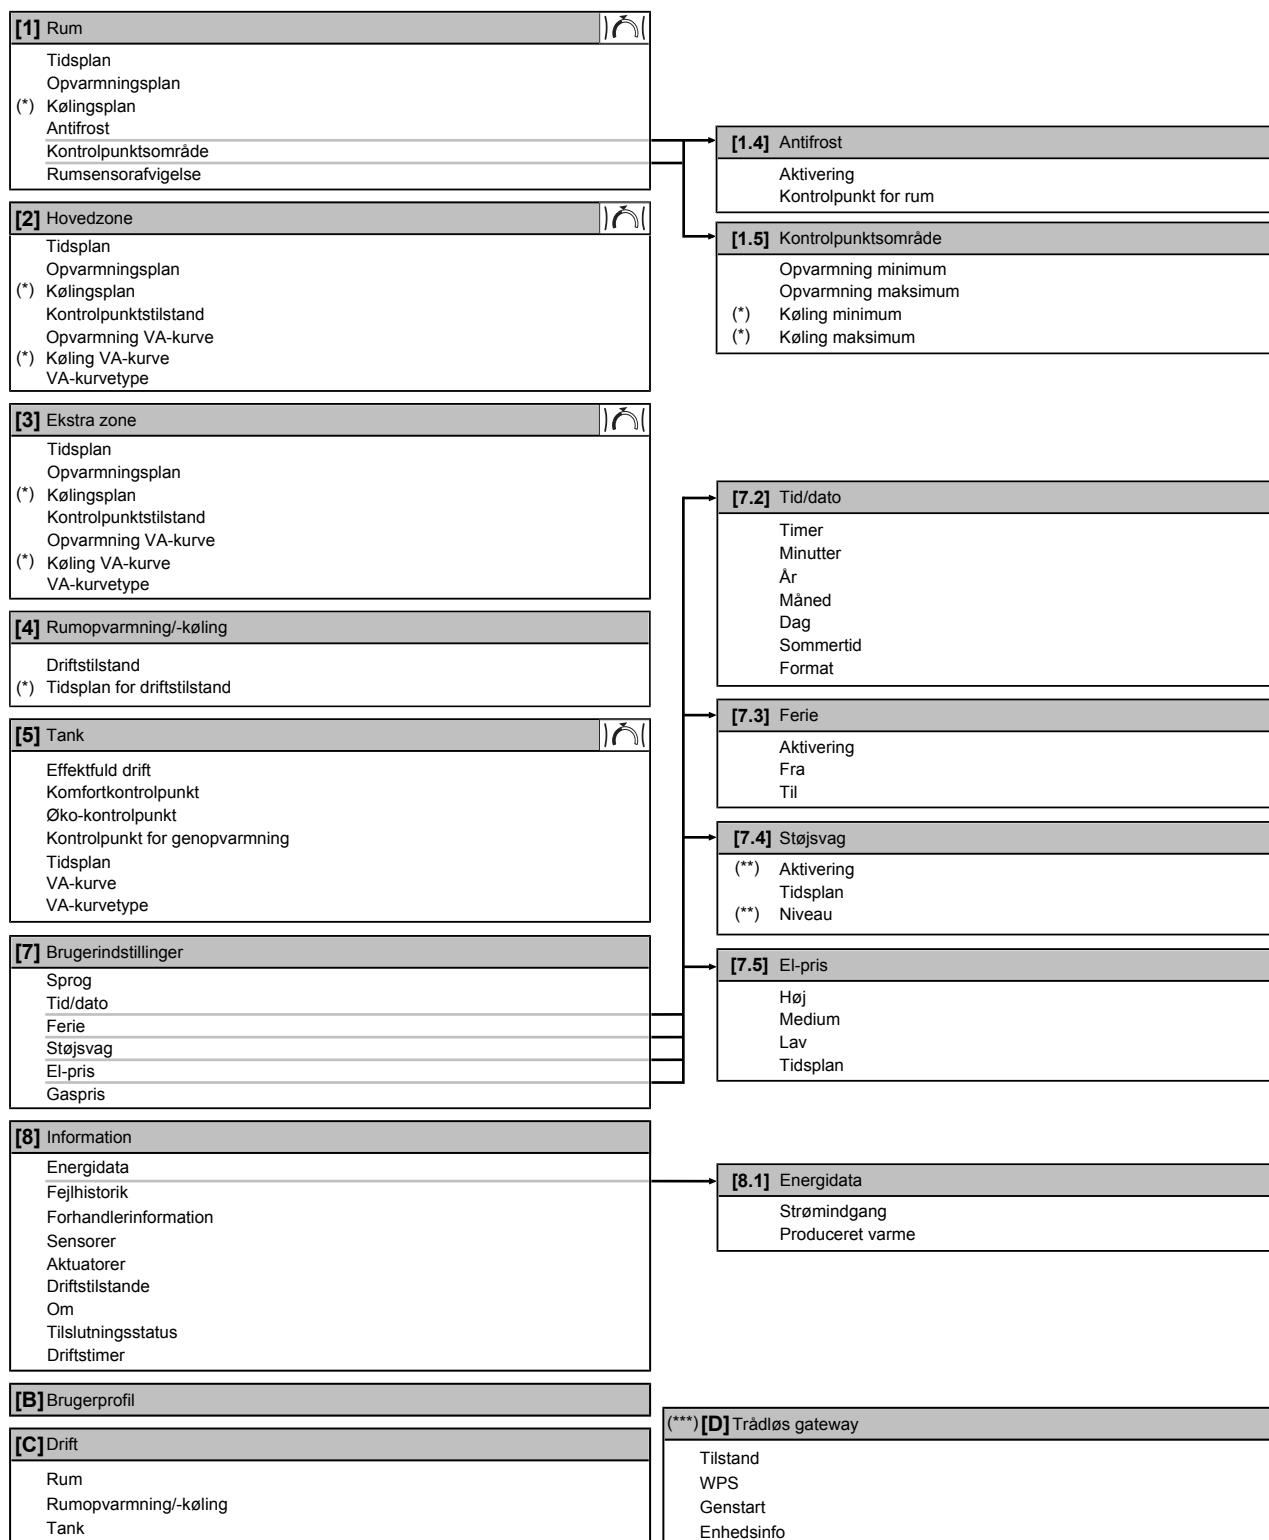 [1] Rum
Tidsplan
Opvarmningsplan
(*) Kølingsplan
Antifrost
Kontrolpunktsområde
Rumsensorafvigelse
[1.4] Antifrost
Aktivering
Kontrolpunkt for rum
[1.5] Kontrolpunktsområde
Opvarmning minimum
Opvarmning maksimum
(*) Køling minimum
(*) Køling maksimum
[2] Hovedzone
Tidsplan
Opvarmningsplan
(*) Kølingsplan
Kontrolpunktstilstand
Opvarmning VA-kurve
(*) Køling VA-kurve
VA-kurvetype
[3] Ekstra zone
Tidsplan
Opvarmningsplan
(*) Kølingsplan
Kontrolpunktstilstand
Opvarmning VA-kurve
(*) Køling VA-kurve
VA-kurvetype
[4] Rumopvarmning/-køling
Driftstilstand
(*) Tidsplan for driftstilstand
[5] Tank
Effektfuld drift
Komfortkontrolpunkt
Øko-kontrolpunkt
Kontrolpunkt for genopvarmning
Tidsplan
VA-kurve
VA-kurvetype
[7] Brugerindstillinger
Sprog
Tid/dato
Ferie
Støjsvag
El-pris
Gaspris
[7.2] Tid/dato
Timer
Minutter
År
Måned
Dag
Sommertid
Format
[7.3] Ferie
Aktivering
Fra
Til
[7.4] Støjsvag
(**) Aktivering
Tidsplan
(**) Niveau
[7.5] El-pris
Høj
Medium
Lav
Tidsplan
[8] Information
Energidata
Fejlhistorik
Forhandlerinformation
Sensorer
Aktuatorer
Driftstilstande
Om
Tilslutningsstatus
Driftstimer
[8.1] Energidata
Strømindgang
Produceret varme
[B] Brugerprofil
[C] Drift
Rum
Rumopvarmning/-køling
Tank
(***) [D] Trådløs gateway
Tilstand
WPS
Genstart
Enhedsinfo